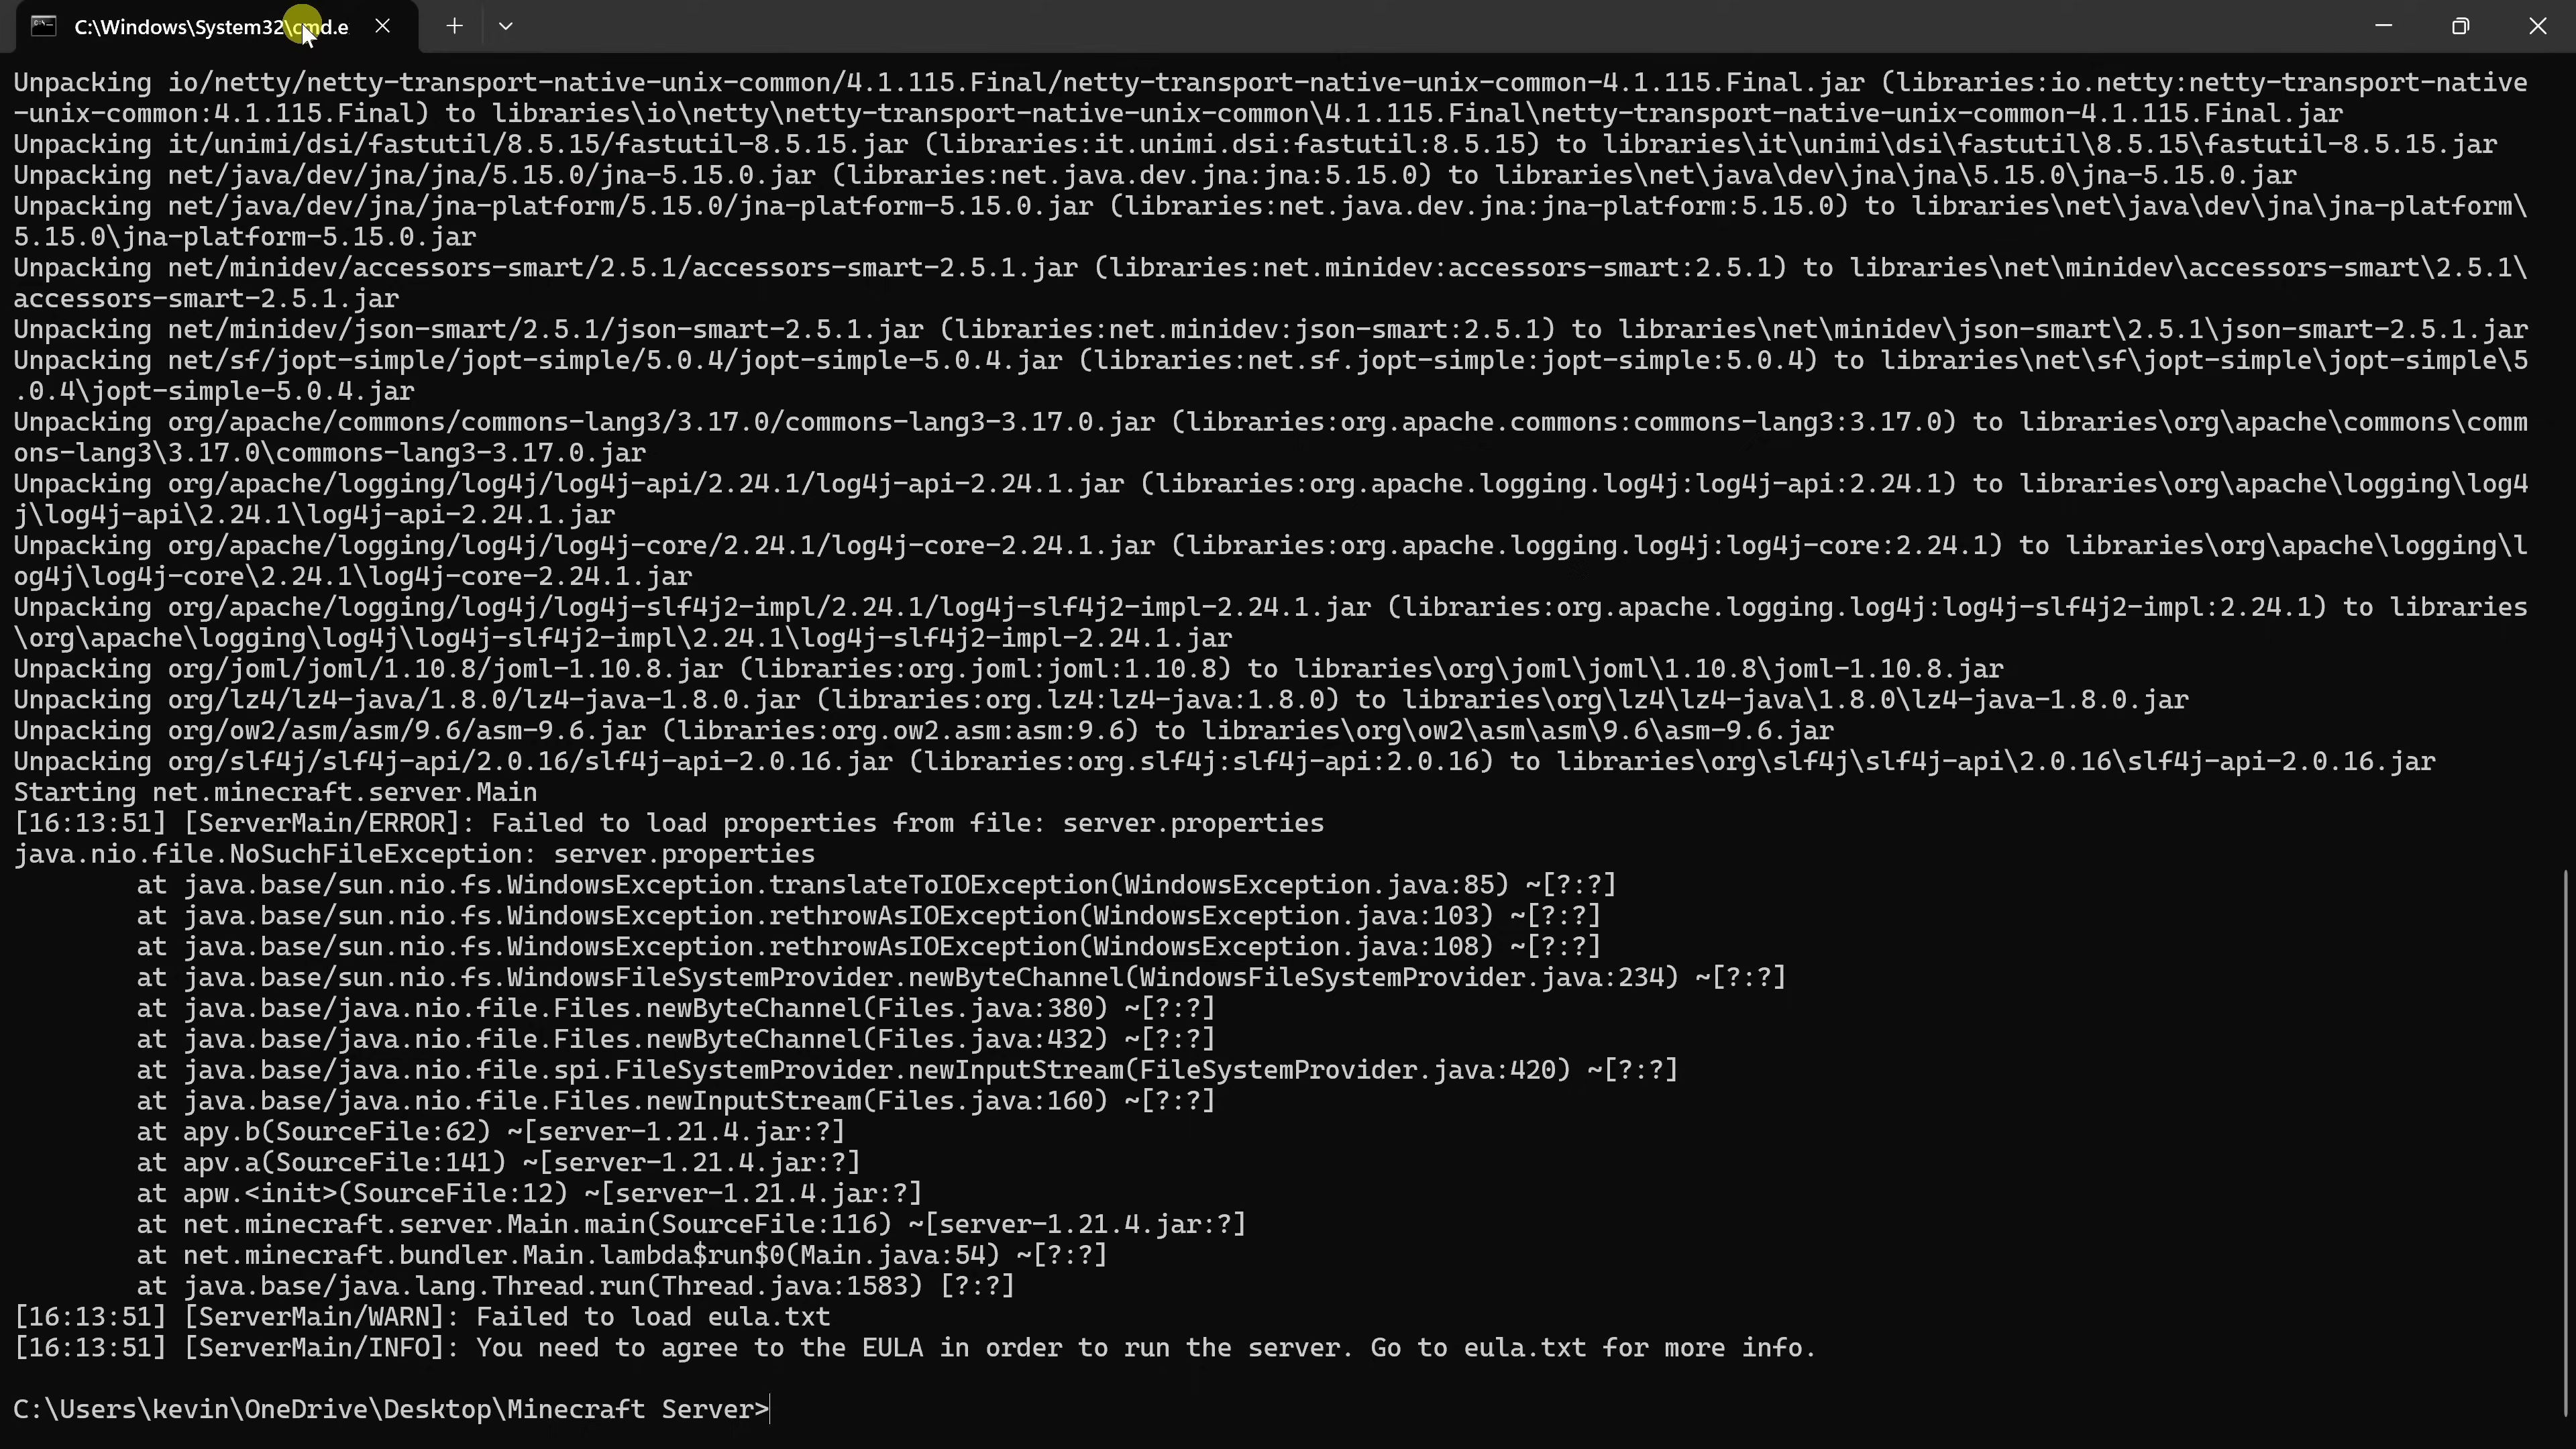 C:\Windows\System32\cmd.e
Unpacking io/netty/netty-transport-native-unix-common/4.1.115.Final/netty-transport-native-unix-common-4.1.115.Final.jar (libraries:io.netty:netty-transport-native
-unix-common:4.1.115.Final) to libraries\io\netty\netty-transport-native-unix-common\4.1.115.Final\netty-transport-native-unix-common-4.1.115.Final.jar
Unpacking it/unimi/dsi/fastutil/8.5.15/fastutil-8.5.15.jar (libraries:it.unimi.dsi:fastutil:8.5.15) to libraries\it\unimi\dsi\fastutil\8.5.15\fastutil-8.5.15.jar
Unpacking net/java/dev/jna/jna/5.15.0/jna-5.15.0.jar (libraries:net.java.dev.jna:jna:5.15.0) to libraries\net\java\dev\jna\jna\5.15.0\jna-5.15.0.jar
Unpacking net/java/dev/jna/jna-platform/5.15.0/jna-platform-5.15.0.jar (libraries:net.java.dev.jna:jna-platform:5.15.0) to libraries\net\java\dev\jna\jna-platform\
5.15.0\jna-platform-5.15.0.jar
Unpacking net/minidev/accessors-smart/2.5.1/accessors-smart-2.5.1.jar (libraries:net.minidev:accessors-smart:2.5.1) to libraries\net\minidev\accessors-smart\2.5.1\
accessors-smart-2.5.1.jar
Unpacking net/minidev/json-smart/2.5.1/json-smart-2.5.1.jar (libraries:net.minidev:json-smart:2.5.1) to libraries\net\minidev\json-smart\2.5.1\json-smart-2.5.1.jar
Unpacking net/sf/jopt-simple/jopt-simple/5.0.4/jopt-simple-5.0.4.jar (libraries:net.sf.jopt-simple:jopt-simple:5.0.4) to libraries\net\sf\jopt-simple\jopt-simple\5
.0.4\jopt-simple-5.0.4.jar
Unpacking org/apache/commons/commons-lang3/3.17.0/commons-lang3-3.17.0.jar (libraries:org.apache.commons:commons-lang3:3.17.0) to libraries\org\apache\commons\comm
ons-lang3\3.17.0\commons-lang3-3.17.0.jar
Unpacking org/apache/logging/log4j/log4j-api/2.24.1/log4j-api-2.24.1.jar (libraries:org.apache.logging.log4j:log4j-api:2.24.1) to libraries\org\apache\logging\log4
j\log4j-api\2.24.1\log4j-api-2.24.1.jar
Unpacking org/apache/logging/log4j/log4j-core/2.24.1/log4j-core-2.24.1.jar (libraries:org.apache.logging.log4j:log4j-core:2.24.1) to libraries\org\apache\logging\l
og4j\log4j-core\2.24.1\log4j-core-2.24.1.jar
Unpacking org/apache/logging/log4j/log4j-slf4j2-impl/2.24.1/log4j-slf4j2-impl-2.24.1.jar (libraries:org.apache.logging.log4j:log4j-slf4j2-impl:2.24.1) to libraries
\org\apache\logging\log4j\log4j-slf4j2-impl\2.24.1\log4j-slf4j2-impl-2.24.1.jar
Unpacking org/joml/joml/1.10.8/joml-1.10.8.jar (libraries:org.joml:joml:1.10.8) to libraries\org\joml\joml\1.10.8\joml-1.10.8.jar
Unpacking org/lz4/lz4-java/1.8.0/lz4-java-1.8.0.jar (libraries:org.lz4:lz4-java:1.8.0) to libraries\org\lz4\lz4-java\1.8.0\lz4-java-1.8.0.jar
Unpacking org/ow2/asm/asm/9.6/asm-9.6.jar (libraries:org.ow2.asm:asm:9.6) to libraries\org\ow2\asm\asm\9.6\asm-9.6.jar
Unpacking org/slf4j/slf4j-api/2.0.16/slf4j-api-2.0.16.jar (libraries:org.slf4j:slf4j-api:2.0.16) to libraries\org\slf4j\slf4j-api\2.0.16\slf4j-api-2.0.16.jar
Starting net.minecraft.server.Main
[16:13:51] [ServerMain/ERROR]: Failed to load properties from file: server.properties
java.nio.file.NoSuchFileException: server.properties
at java.base/sun.nio.fs.WindowsException.translateToIOException(WindowsException.java:85) ~[?:?]
at java.base/sun.nio.fs.WindowsException.rethrowAsIOException(WindowsException.java:103) ~[?:?]
at java.base/sun.nio.fs.WindowsException.rethrowAsIOException(WindowsException.java:108) ~[?:?]
at java.base/sun.nio.fs.WindowsFileSystemProvider.newByteChannel(WindowsFileSystemProvider.java:234) ~[?:?]
at java.base/java.nio.file.Files.newByteChannel(Files.java:380) ~[?:?]
at java.base/java.nio.file.Files.newByteChannel(Files.java:432) ~[?:?]
at java.base/java.nio.file.spi.FileSystemProvider.newInputStream(FileSystemProvider.java:420) ~[?:?]
at java.base/java.nio.file.Files.newInputStream(Files.java:160) ~[?:?]
at apy.b(SourceFile:62) ~[server-1.21.4.jar:?]
at apv.a(SourceFile:141) ~[server-1.21.4.jar:?]
at apw.<init>(SourceFile:12) ~[server-1.21.4.jar:?]
at net.minecraft.server.Main.main(SourceFile:116) ~[server-1.21.4.jar:?]
at net.minecraft.bundler.Main.lambda$run$0(Main.java:54) ~[?:?]
at java.base/java.lang.Thread.run(Thread.java:1583) [?:?]
[16:13:51] [ServerMain/WARN]: Failed to load eula.txt
[16:13:51] [ServerMain/INFO]: You need to agree to the EULA in order to run the server. Go to eula.txt for more info.
C:\Users\kevin\OneDrive\Desktop\Minecraft Server>